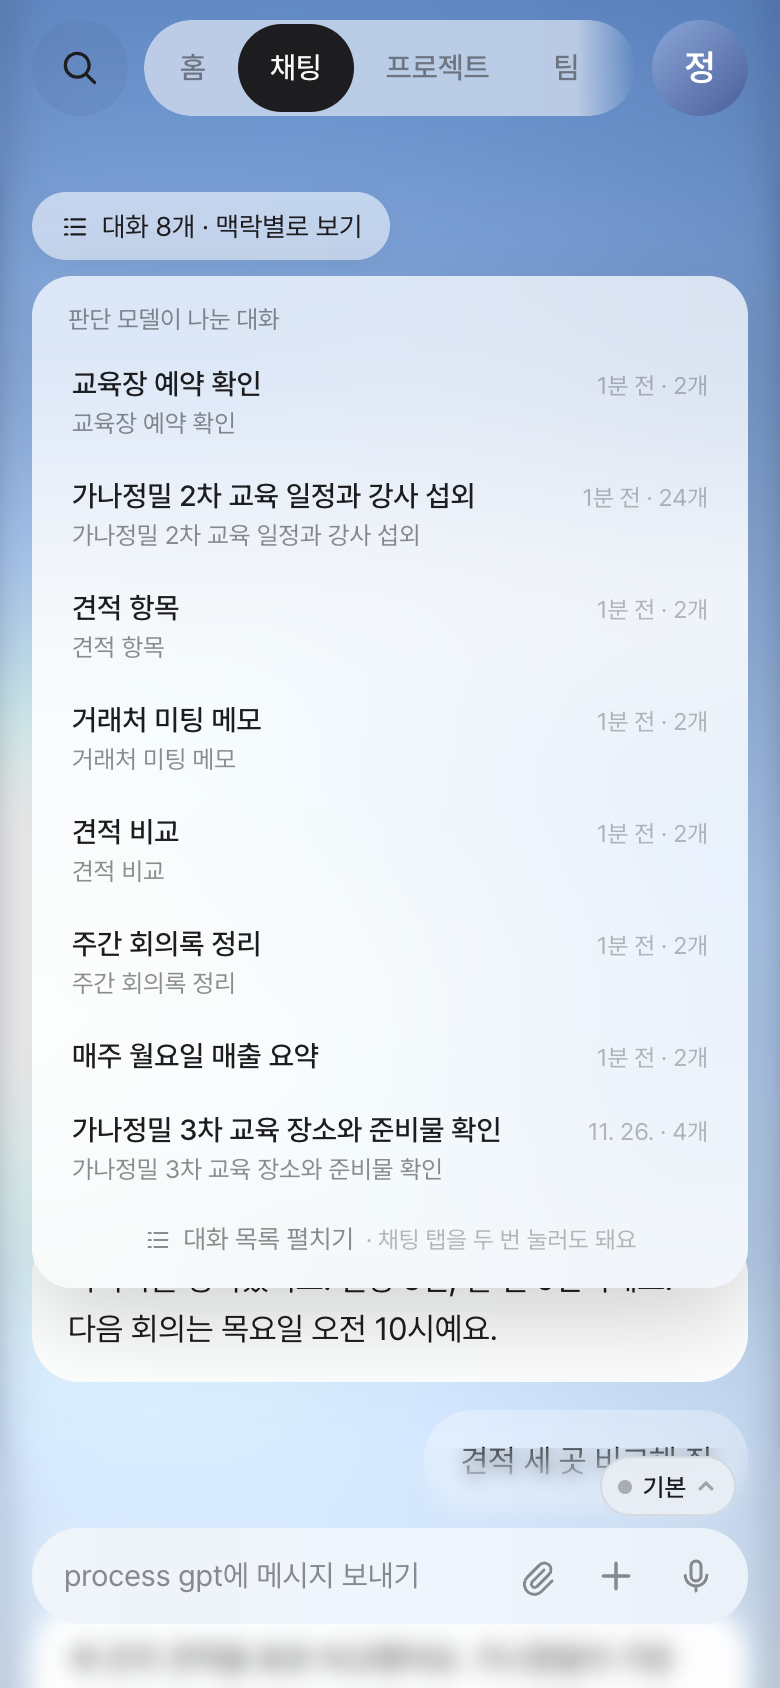 홈
채팅
프로젝트
팀
정
대화 8개 · 맥락별로 보기
판단 모델이 나눈 대화
교육장 예약 확인
1분 전 · 2개
교육장 예약 확인
가나정밀 2차 교육 일정과 강사 섭외
1분 전 · 24개
가나정밀 2차 교육 일정과 강사 섭외
견적 항목
1분 전 · 2개
견적 항목
거래처 미팅 메모
1분 전 · 2개
거래처 미팅 메모
견적 비교
1분 전 · 2개
견적 비교
주간 회의록 정리
1분 전 · 2개
주간 회의록 정리
매주 월요일 매출 요약
1분 전 · 2개
가나정밀 3차 교육 장소와 준비물 확인
11. 26. · 4개
가나정밀 3차 교육 장소와 준비물 확인
대화 목록 펼치기 · 채팅 탭을 두 번 눌러도 돼요
다음 회의는 목요일 오전 10시예요.
견적 세 곳
기본
process gpt에 메시지 보내기